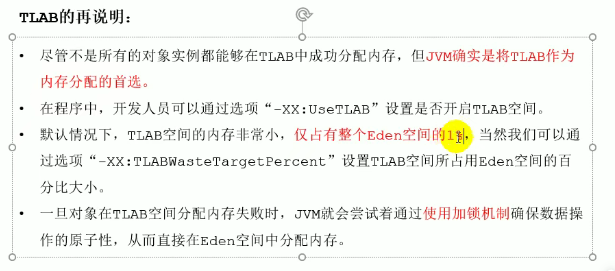 TLAB的再说明:
• 尽管不是所有的对象实例都能够在TLAB中成功分配内存,但JVM确实是将TLAB作为
内存分配的首选。
• 在程序中,开发人员可以通过选项“-XX:UseTLAB”设置是否开启TLAB空间。
• 默认情况下,TLAB空间的内存非常小,仅占有整个Eden空间的1%,当然我们可以通
过选项“-XX:TLABWasteTargetPercent”设置TLAB空间所占用Eden空间的百
分比大小。
• 一旦对象在TLAB空间分配内存失败时,JVM就会尝试着通过使用加锁机制确保数据操
作的原子性,从而直接在Eden空间中分配内存。